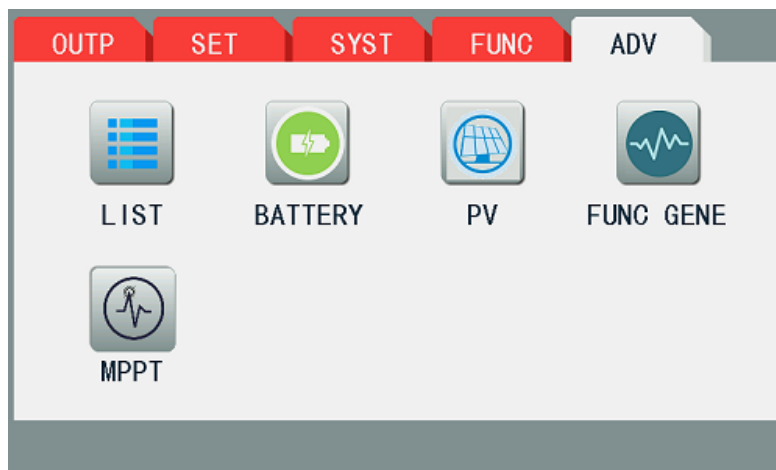 OUTP SET SYST FUNC ADV
LIST BATTERY PV FUNC GENE
MPPT